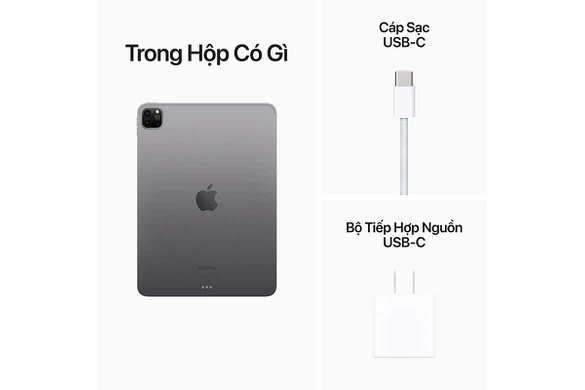 Trong Hộp Có Gì
Cáp Sạc
USB-C
Bộ Tiếp Hợp Nguồn
USB-C